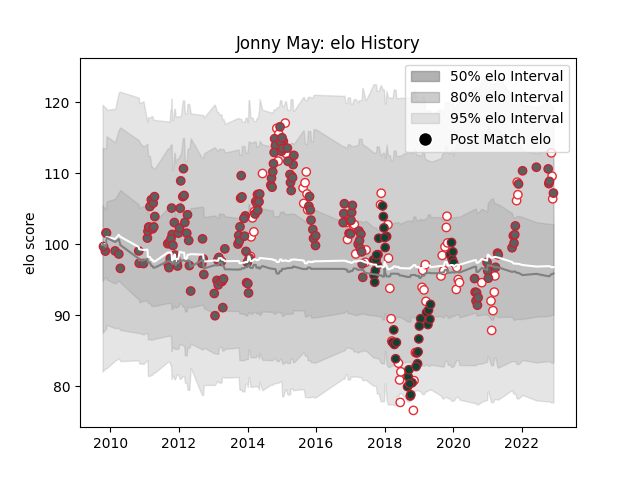 Jonny May: elo History
50% elo Interval
80% elo Interval
95% elo Interval
Post Match elo
elo score
120
110
100
90
80
2010 2012 2014 2016 2018 2020 2022